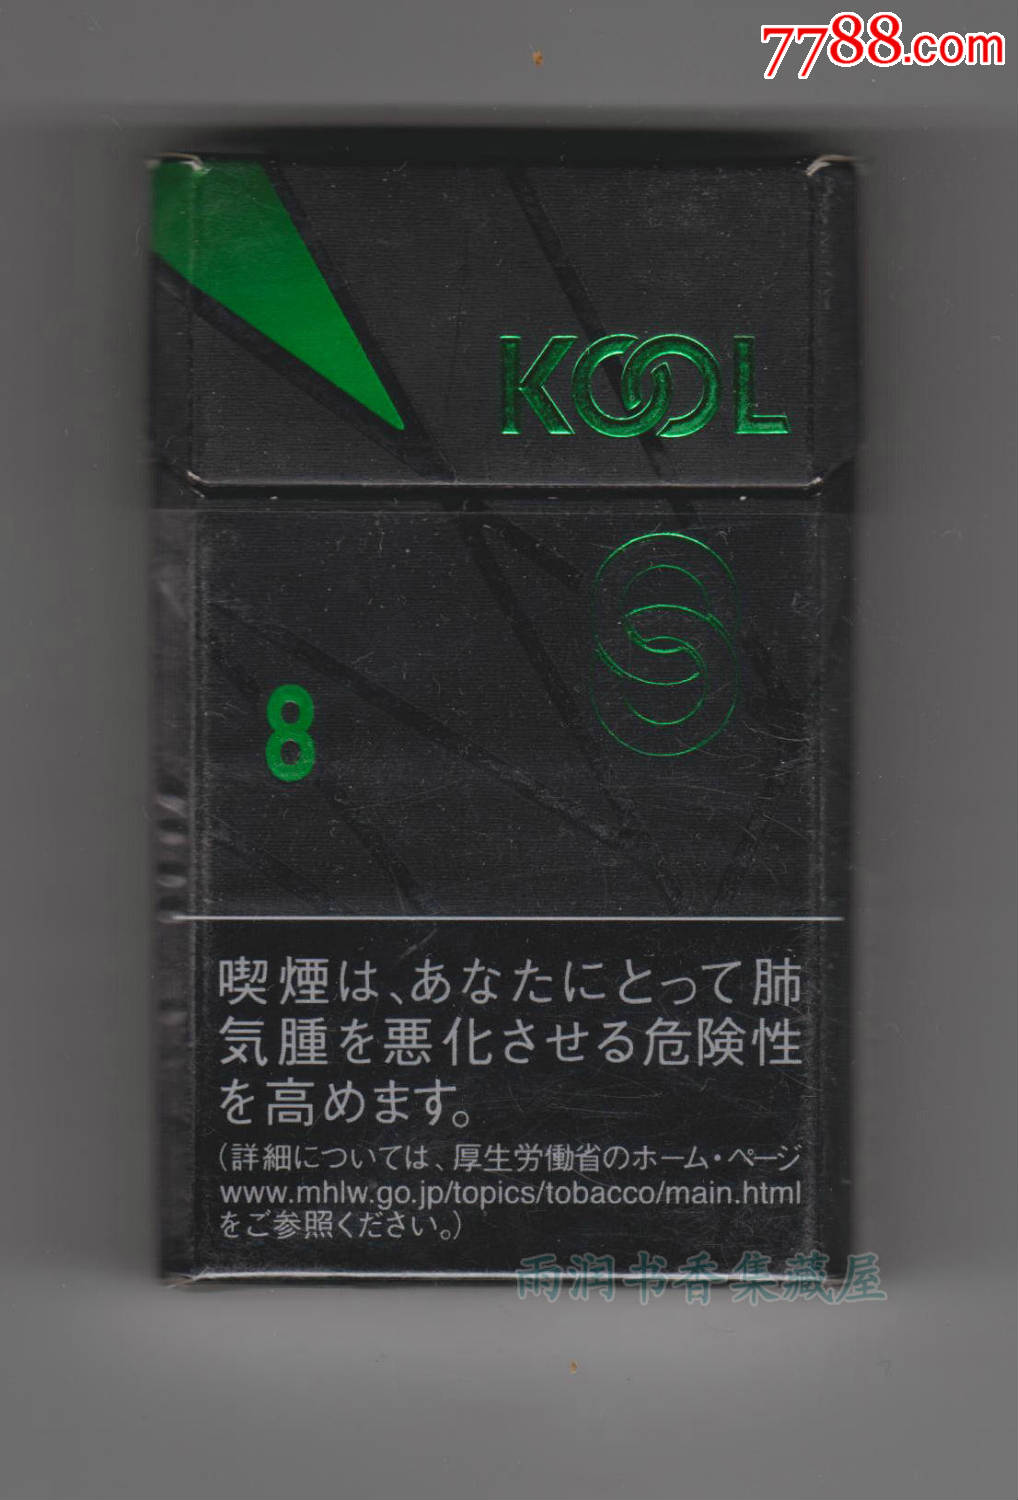 7788.com
KOOL
8
喫煙は、あなたにとって肺
気腫を悪化させる危険性
を高めます。
（詳細については、厚生労働省のホーム・ページ
www.mhlw.go.jp/topics/tobacco/main.html
をご参照ください。）
雨润书香集藏屋